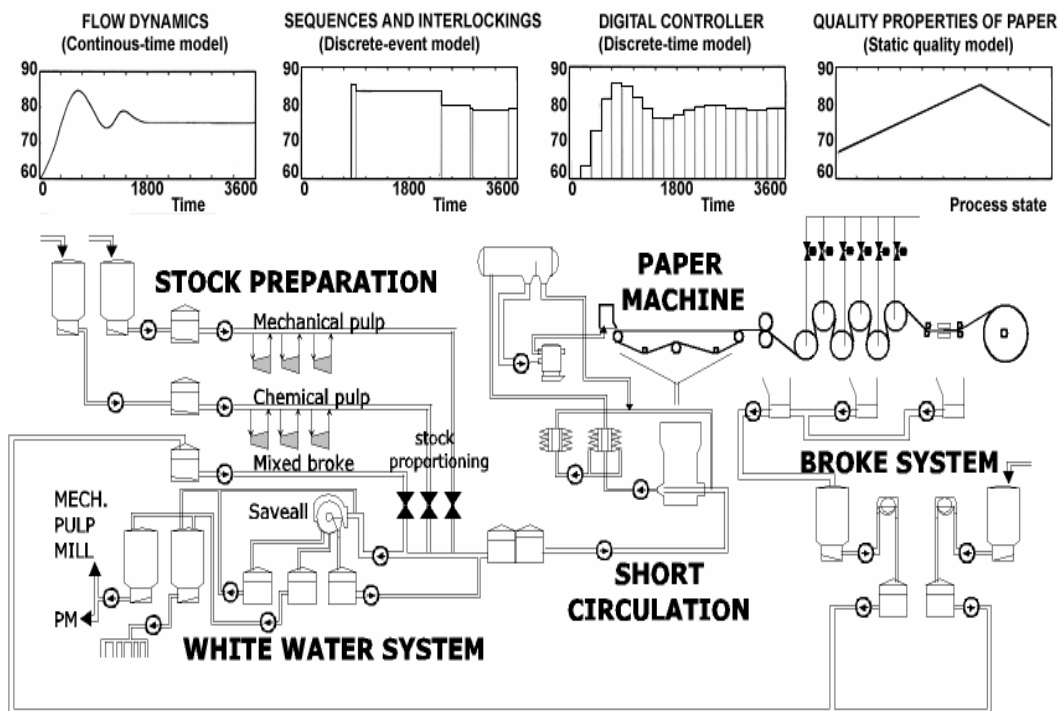 FLOW DYNAMICS
(Continous-time model)
SEQUENCES AND INTERLOCKINGS
(Discrete-event model)
DIGITAL CONTROLLER
(Discrete-time model)
QUALITY PROPERTIES OF PAPER
(Static quality model)
90
80
70
60
0
1800
3600
Time
90
80
70
60
0
1800
3600
Time
90
80
70
60
0
1800
3600
Time
90
80
70
60
Process state
STOCK PREPARATION
Mechanical pulp
Chemical pulp
Mixed broke
stock
proportioning
PAPER
MACHINE
BROKE SYSTEM
MECH.
PULP
MILL
PM
Saveall
WHITE WATER SYSTEM
SHORT
CIRCULATION